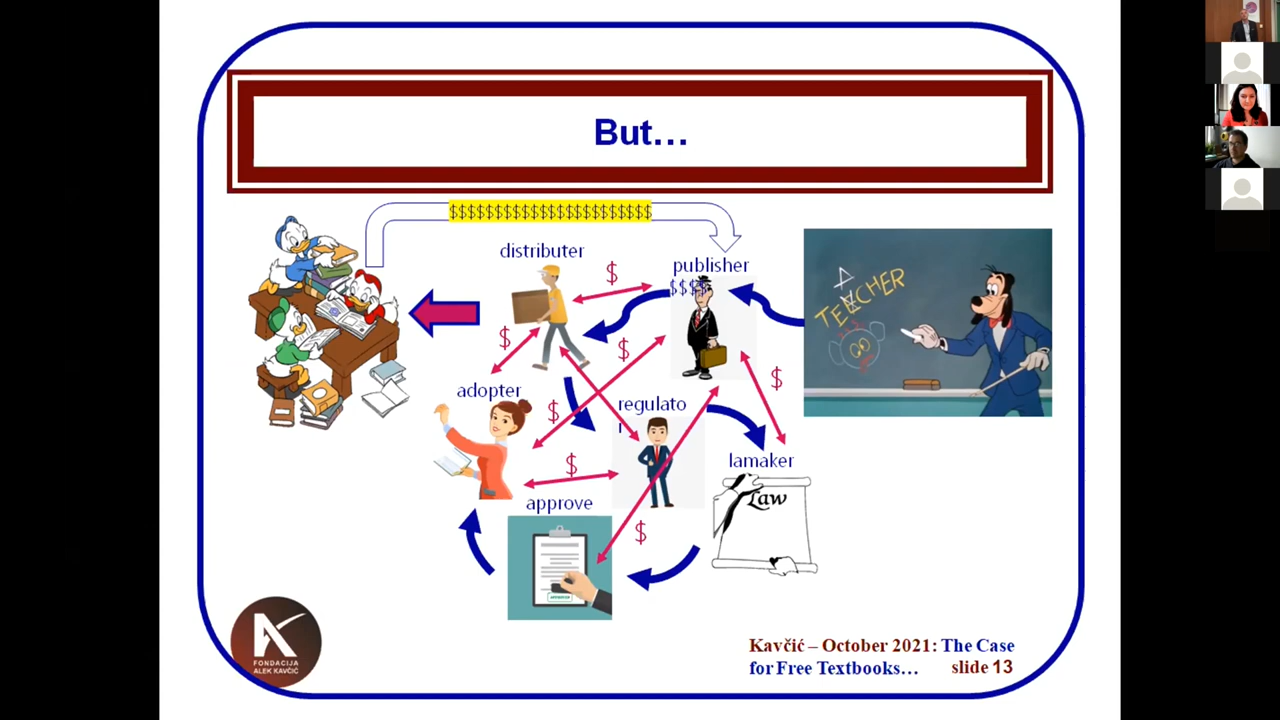 But…
$$$$$$$$$$$$$$$$$$$$$$
distributer
publisher
$$$$
$
$
$
adopter
$
regulato
r
$
$
lamaker
Law
approve
$
TEACHER
FONDACIJA
ALEK KAVČIĆ
Kavčić – October 2021: The Case
for Free Textbooks… slide 13